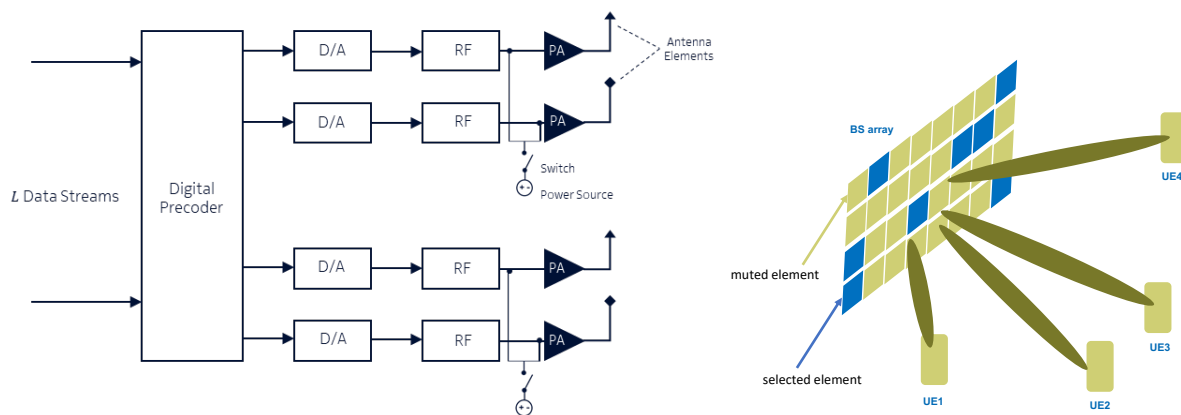 D/A
RF
PA
Antenna
Elements
D/A
RF
PA
Switch
Power Source
L Data Streams
Digital
Precoder
D/A
RF
PA
D/A
RF
PA
BS array
UE4
muted element
UE3
selected element
UE1
UE2